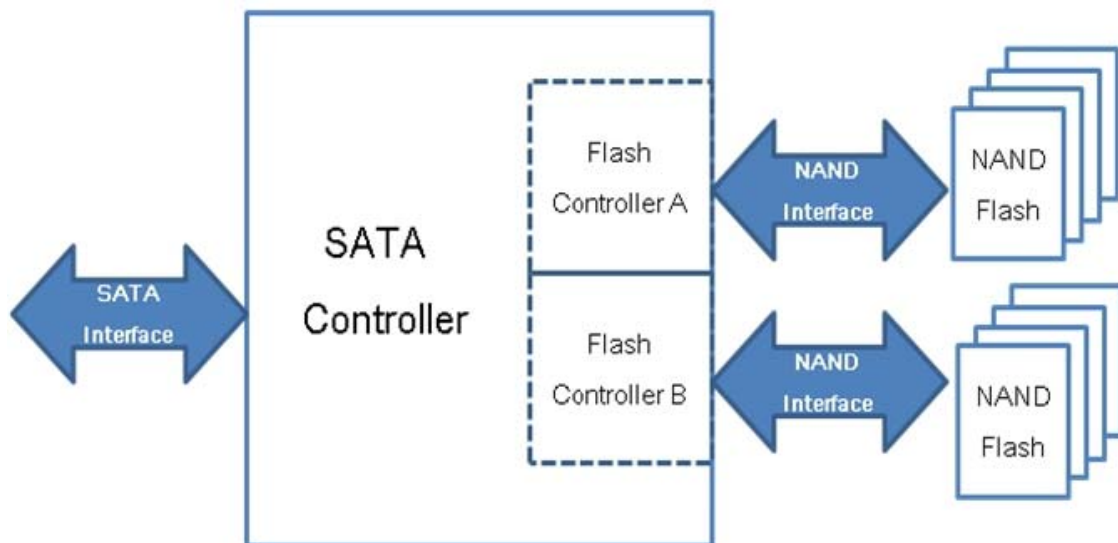 SATA
Interface
SATA
Controller
Flash
Controller A
Flash
Controller B
NAND
Interface
NAND
Interface
NAND
Flash
NAND
Flash